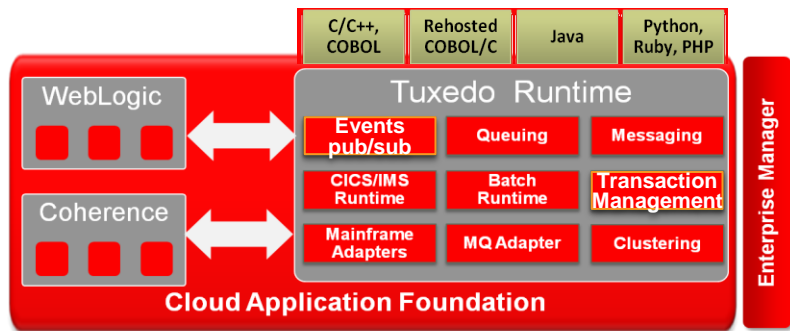 C/C++,
COBOL
Rehosted
COBOL/C
Java
Python,
Ruby, PHP
WebLogic
Coherence
Tuxedo Runtime
Events
pub/sub
Queuing
Messaging
CICS/IMS
Runtime
Batch
Runtime
Transaction
Management
Mainframe
Adapters
MQ Adapter
Clustering
Cloud Application Foundation
Enterprise Manager